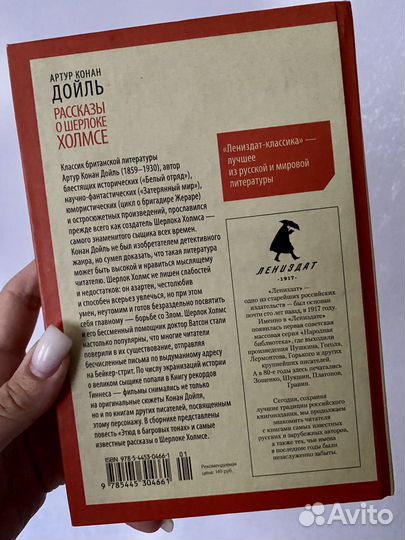 АРТУР КОНАН
ДОЙЛЬ
РАССКАЗЫ
О ШЕРЛОКЕ
ХОЛМСЕ
Классик британской литературы
Артур Конан Дойль (1859–1930), автор
блестящих исторических («Белый отряд»),
научно-фантастических («Затерянный мир»),
юмористических (цикл о бригадире Жераре)
и остросюжетных произведений, прославился
прежде всего как создатель Шерлока Холмса —
самого знаменитого сыщика всех времен.
Конан Дойль не был изобретателем детективного
жанра, но сумел доказать, что такая литература
может быть высокой и нравиться мыслящему
читателю. Шерлок Холмс не лишен слабостей
и недостатков: он азартен, честолюбив
и способен всерьез увлечься, но при этом
умен, неутомим и готов безраздельно посвятить
себя главному — борьбе со злом. Шерлок Холмс
и его бессменный помощник доктор Ватсон стали
настолько популярны, что многие читатели
поверили в их существование, отправляя
бесчисленные письма по выдуманному адресу
на Бейкер-стрит. По числу экранизаций истории
о великом сыщике попали в Книгу рекордов
Гиннеса — фильмы снимались не только
на оригинальные сюжеты Конан Дойля,
но и по книгам других писателей, посвященным
этому персонажу. В сборнике представлены
повесть «Этюд в багровых тонах» и самые
известные рассказы о Шерлоке Холмсе.
«Лениздат-классика» —
лучшее
из русской и мировой
литературы
ЛЕНИЗДАТ
-1917-
«Лениздат» —
одно из старейших российских
издательств — был основан
почти сто лет назад, в 1917 году.
Именно в «Лениздате»
появилась первая советская
массовая серия «Народная
библиотека», где выходили
произведения Пушкина, Гоголя,
Лермонтова, Горького и других
крупнейших писателей.
А в 80-е годы здесь печатались
Зощенко, Шукшин, Платонов,
Гранин.
Сегодня, сохраняя
лучшие традиции российского
книгоиздания, мы продолжаем
знакомить читателя
с книгами самых известных
русских и зарубежных авторов,
а также тех, чьи имена
в последние годы были
незаслуженно забыты.
ISBN 978-5-4453-0466-1
01
9 785445 304661
Рекомендуемая
цена: 149 руб.
Avito